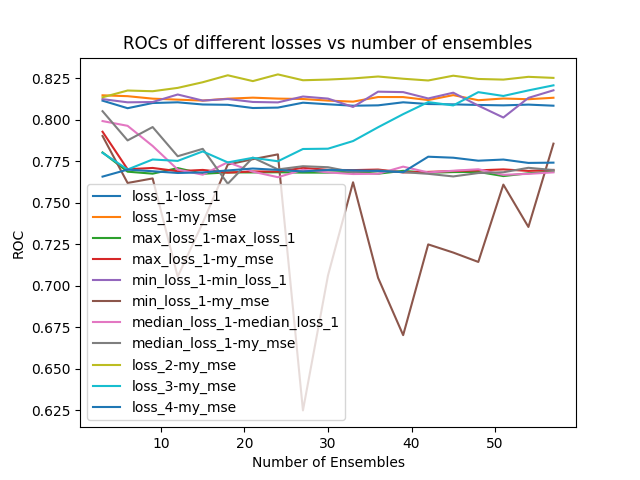 ROCs of different losses vs number of ensembles
0.825
0.800
0.775
0.750
0.725
0.700
0.675
0.650
0.625
ROC
loss_1-loss_1
loss_1-my_mse
max_loss_1-max_loss_1
max_loss_1-my_mse
min_loss_1-min_loss_1
min_loss_1-my_mse
median_loss_1-median_loss_1
median_loss_1-my_mse
loss_2-my_mse
loss_3-my_mse
loss_4-my_mse
10 20 30 40 50
Number of Ensembles